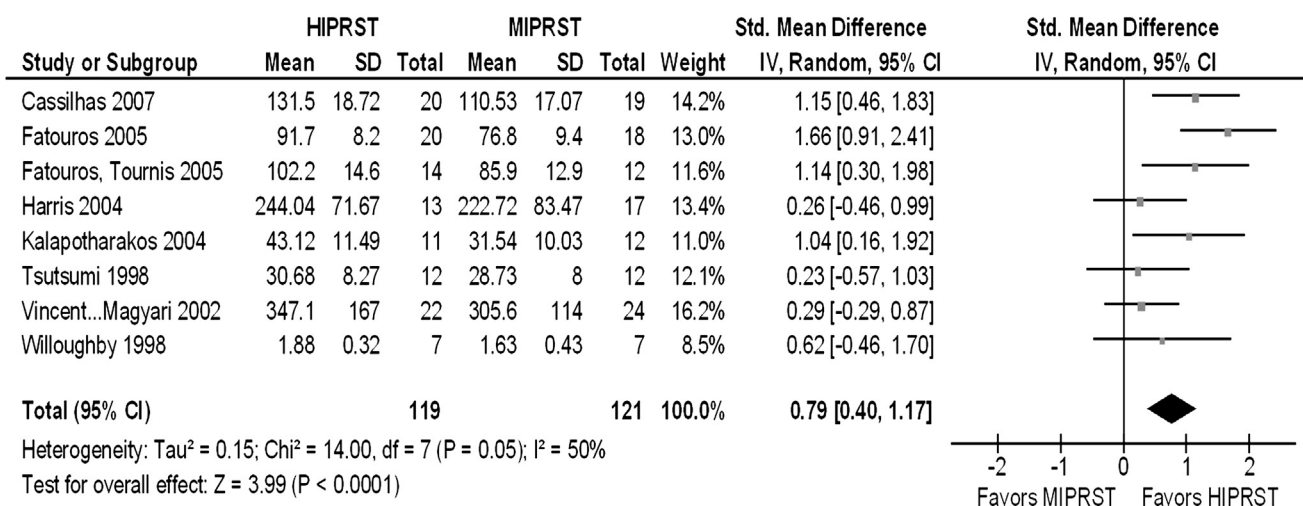 HIPRST MIPRST Std. Mean Difference Std. Mean Difference
Study or Subgroup Mean SD Total Mean SD Total Weight IV, Random, 95% CI IV, Random, 95% CI
Cassilhas 2007 131.5 18.72 20 110.53 17.07 19 14.2% 1.15 [0.46, 1.83]
Fatouros 2005 91.7 8.2 20 76.8 9.4 18 13.0% 1.66 [0.91, 2.41]
Fatouros, Tournis 2005 102.2 14.6 14 85.9 12.9 12 11.6% 1.14 [0.30, 1.98]
Harris 2004 244.04 71.67 13 222.72 83.47 17 13.4% 0.26 [-0.46, 0.99]
Kalapotharakos 2004 43.12 11.49 11 31.54 10.03 12 11.0% 1.04 [0.16, 1.92]
Tsutsumi 1998 30.68 8.27 12 28.73 8 12 12.1% 0.23 [-0.57, 1.03]
Vincent...Magyari 2002 347.1 167 22 305.6 114 24 16.2% 0.29 [-0.29, 0.87]
Willoughby 1998 1.88 0.32 7 1.63 0.43 7 8.5% 0.62 [-0.46, 1.70]
Total (95% CI) 119 121 100.0% 0.79 [0.40, 1.17]
Heterogeneity: Tau² = 0.15; Chi² = 14.00, df = 7 (P = 0.05); I² = 50%
Test for overall effect: Z = 3.99 (P < 0.0001)
-2 -1 0 1 2
Favors MIPRST Favors HIPRST